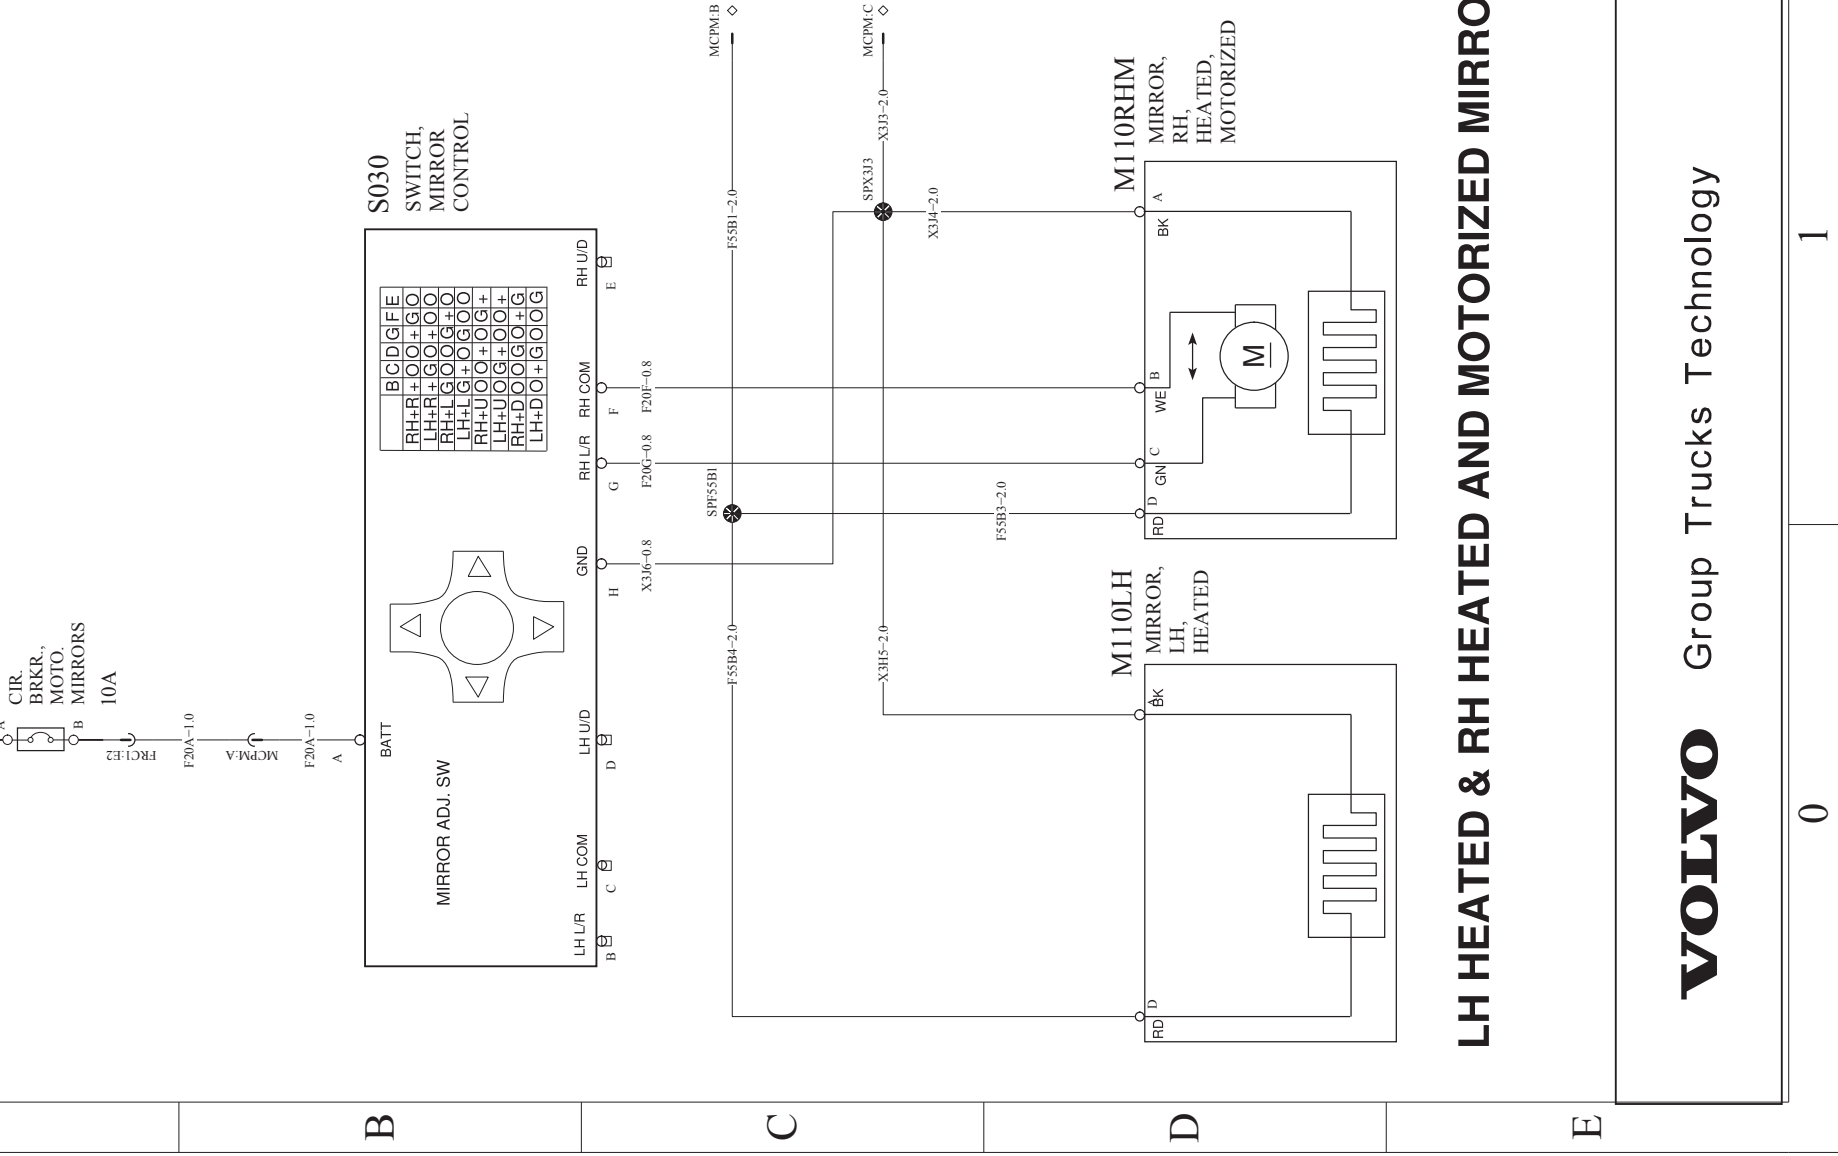 CIR.
BRKR.,
MOTO.
MIRRORS
10A
B
FRC1:E2
F20A-1.0
MCPM:A
F20A-1.0
A
BATT
S030
SWITCH,
MIRROR
CONTROL
MIRROR ADJ. SW
B C D G F E
RH+R + O O + G O
LH+R + G O + O O
RH+L G O O G + O
LH+L G + O G O O
RH+U O O + O G +
LH+U O G + O O +
RH+D O O G O + G
LH+D O + G O O G
LH L/R
LH COM
LH U/D
GND
RH L/R
RH COM
RH U/D
B
C
D
H
G
F
E
X3J6-0.8
F20G-0.8
F20F-0.8
MCPM:B
F55B1-2.0
SPF55B1
F55B4-2.0
MCPM:C
X3J3-2.0
SPX3J3
X3H5-2.0
X3J4-2.0
F55B3-2.0
M110LH
MIRROR,
LH,
HEATED
D
RD
A
BK
M110RHM
MIRROR,
RH,
HEATED,
MOTORIZED
D
RD
C
GN
B
WE
A
BK
M
LH HEATED & RH HEATED AND MOTORIZED MIRRO
VOLVO Group Trucks Technology
0
1
B
C
D
E